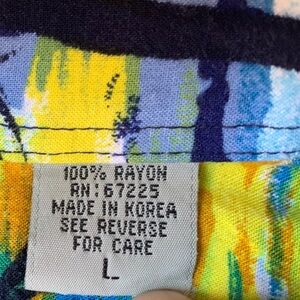 100% RAYON
RN: 67225
MADE IN KOREA
SEE REVERSE
FOR CARE
L